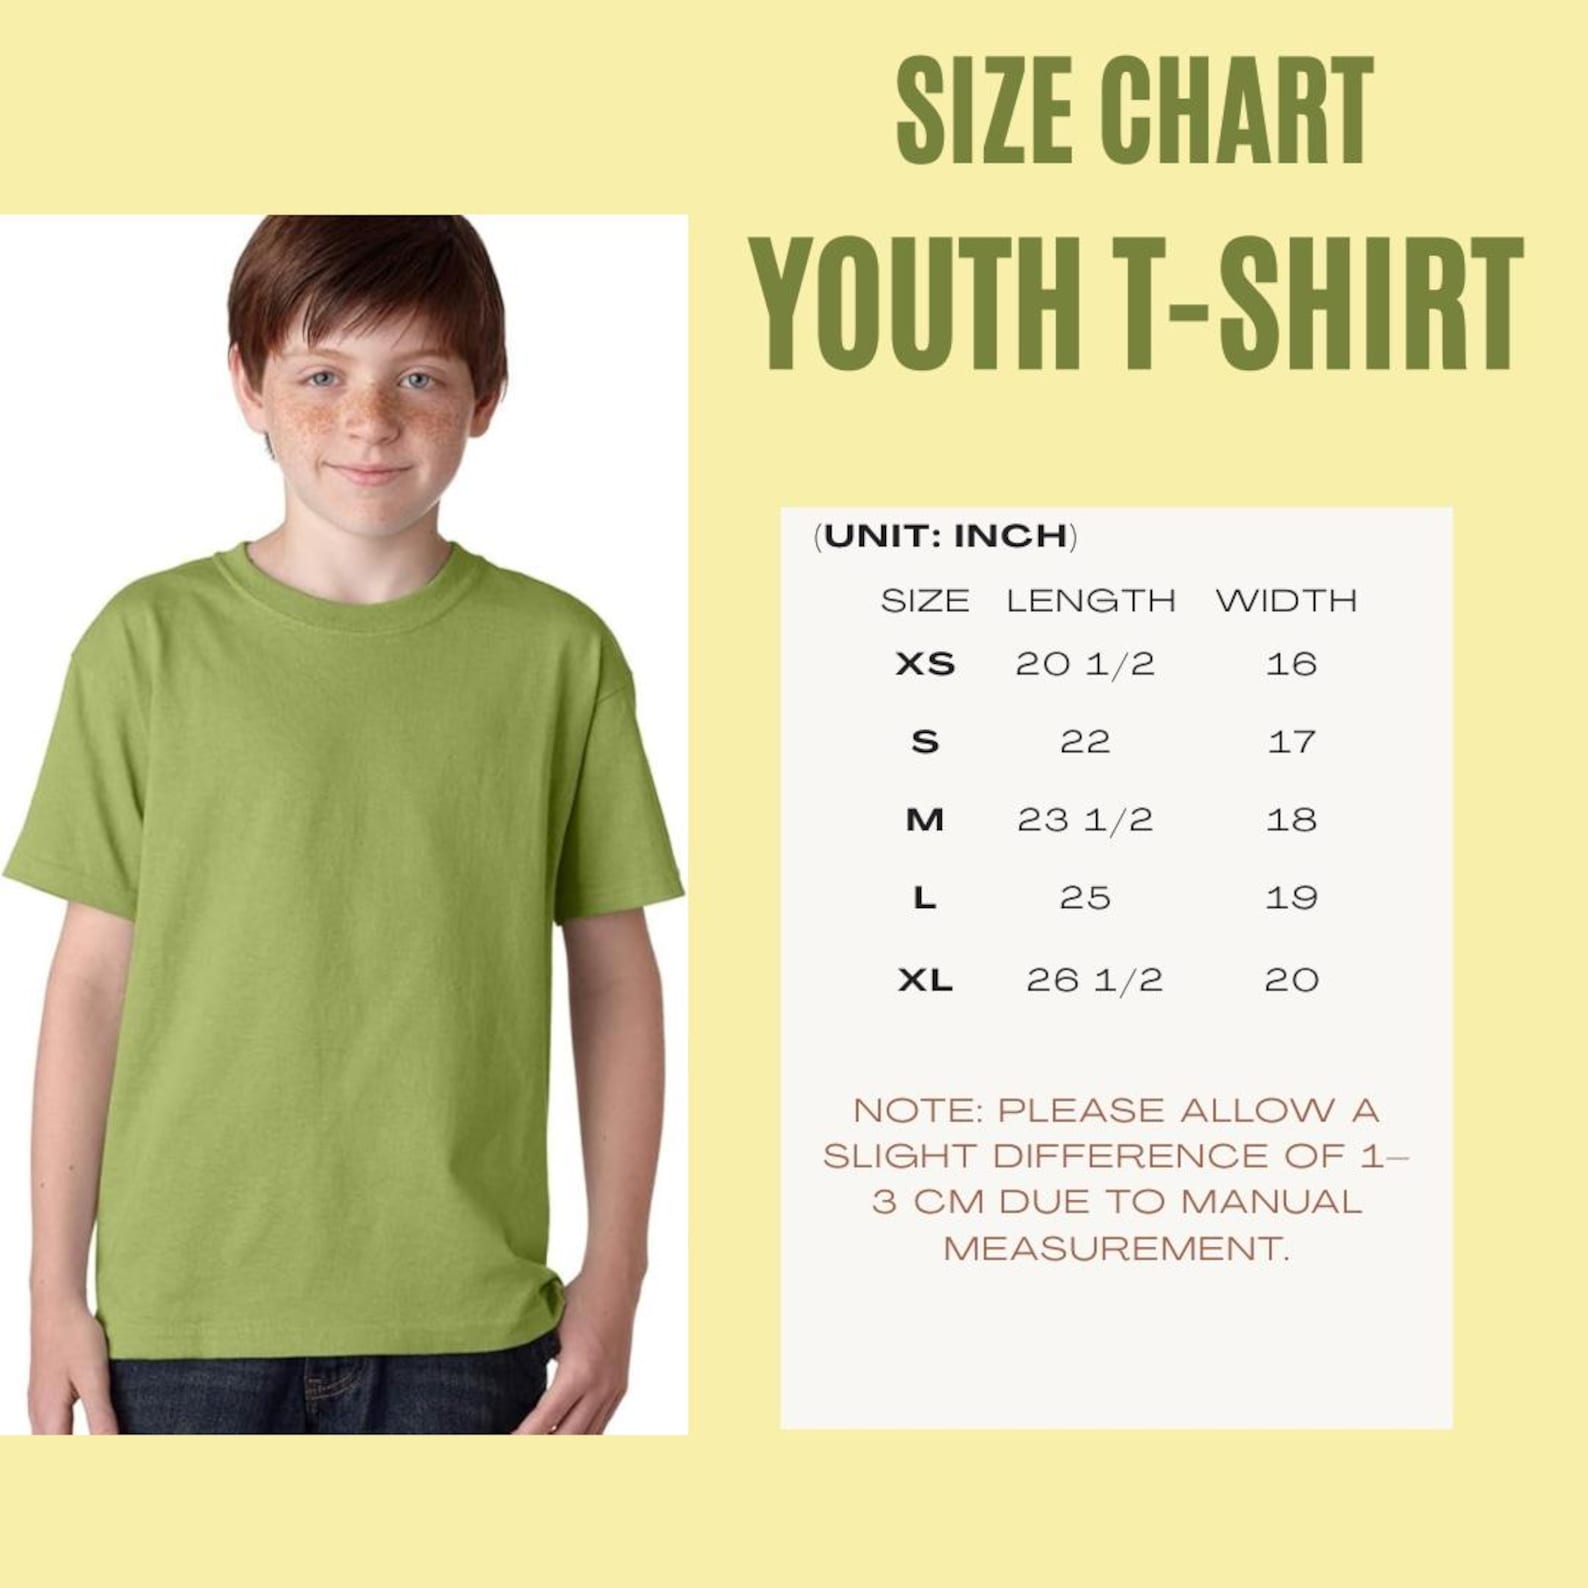 SIZE CHART
YOUTH T-SHIRT
(UNIT: INCH)
SIZE LENGTH WIDTH
XS 20 1/2 16
S 22 17
M 23 1/2 18
L 25 19
XL 26 1/2 20
NOTE: PLEASE ALLOW A
SLIGHT DIFFERENCE OF 1–
3 CM DUE TO MANUAL
MEASUREMENT.